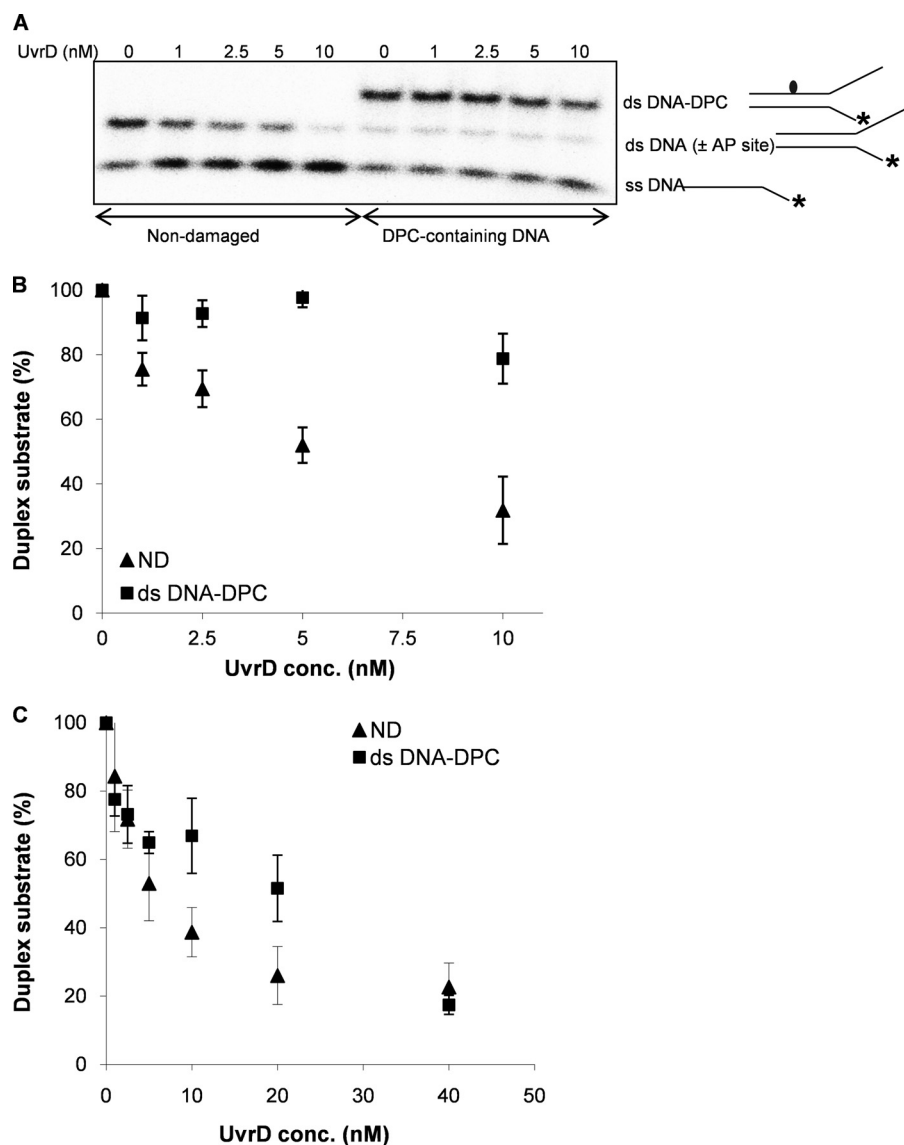 A
UvrD (nM) 0 1 2.5 5 10 0 1 2.5 5 10
ds DNA-DPC
*
ds DNA (± AP site)
*
ss DNA
*
Non-damaged DPC-containing DNA
B
100
80
60
40
20
0
Duplex substrate (%)
ND
ds DNA-DPC
0 2.5 5 7.5 10
UvrD conc. (nM)
C
100
80
60
40
20
0
Duplex substrate (%)
ND
ds DNA-DPC
0 10 20 30 40 50
UvrD conc. (nM)